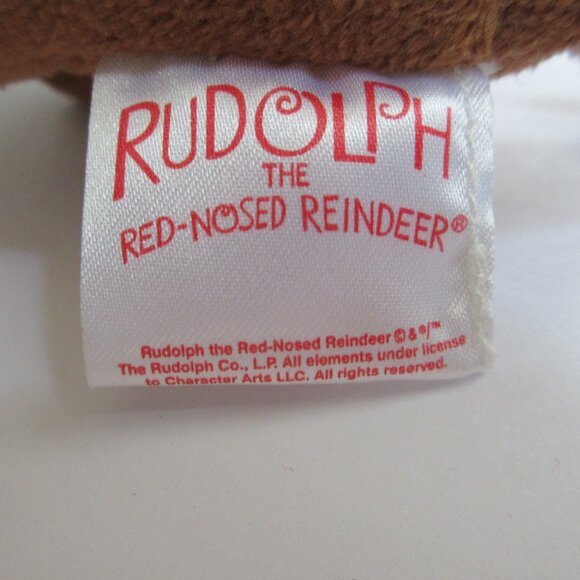 RUDOLPH
THE
RED-NOSED REINDEER®
Rudolph the Red-Nosed Reindeer © & ®/™
The Rudolph Co., L.P. All elements under license
to Character Arts LLC. All rights reserved.